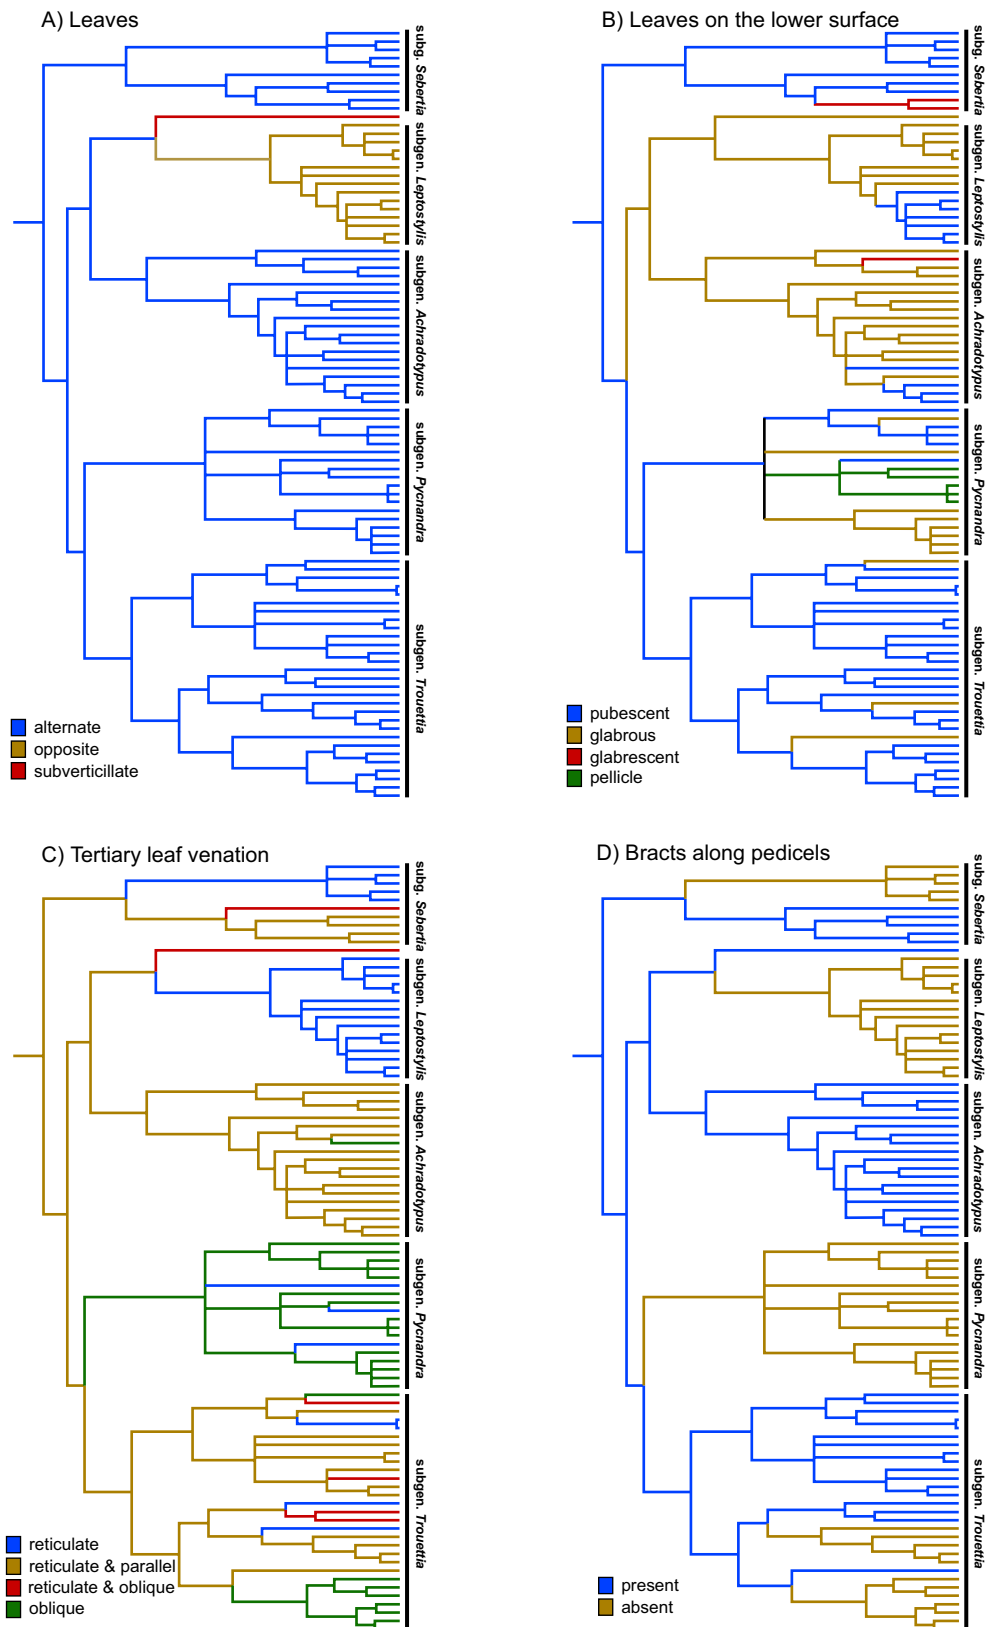 A) Leaves
subg. Sebertia
subgen. Leptostylis
subgen. Achradotypus
subgen. Pycnandra
subgen. Trouettia
alternate
opposite
subverticillate
B) Leaves on the lower surface
subg. Sebertia
subgen. Leptostylis
subgen. Achradotypus
subgen. Pycnandra
subgen. Trouettia
pubescent
glabrous
glabrescent
pellicle
C) Tertiary leaf venation
subg. Sebertia
subgen. Leptostylis
subgen. Achradotypus
subgen. Pycnandra
subgen. Trouettia
reticulate
reticulate & parallel
reticulate & oblique
oblique
D) Bracts along pedicels
subg. Sebertia
subgen. Leptostylis
subgen. Achradotypus
subgen. Pycnandra
subgen. Trouettia
present
absent